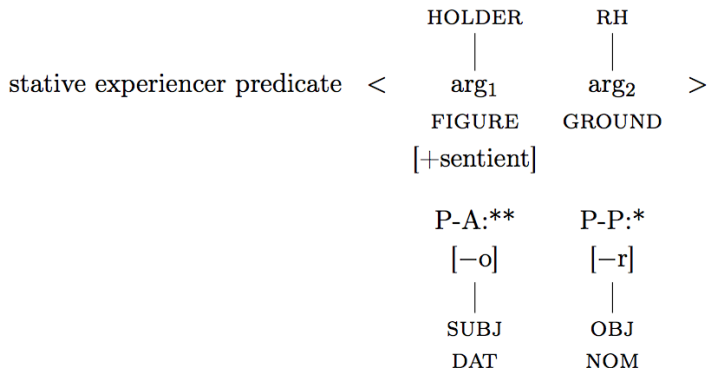 HOLDER RH
stative experiencer predicate < arg₁ arg₂ >
FIGURE GROUND
[+sentient]
P-A:** P-P:*
[−o] [−r]
SUBJ OBJ
DAT NOM